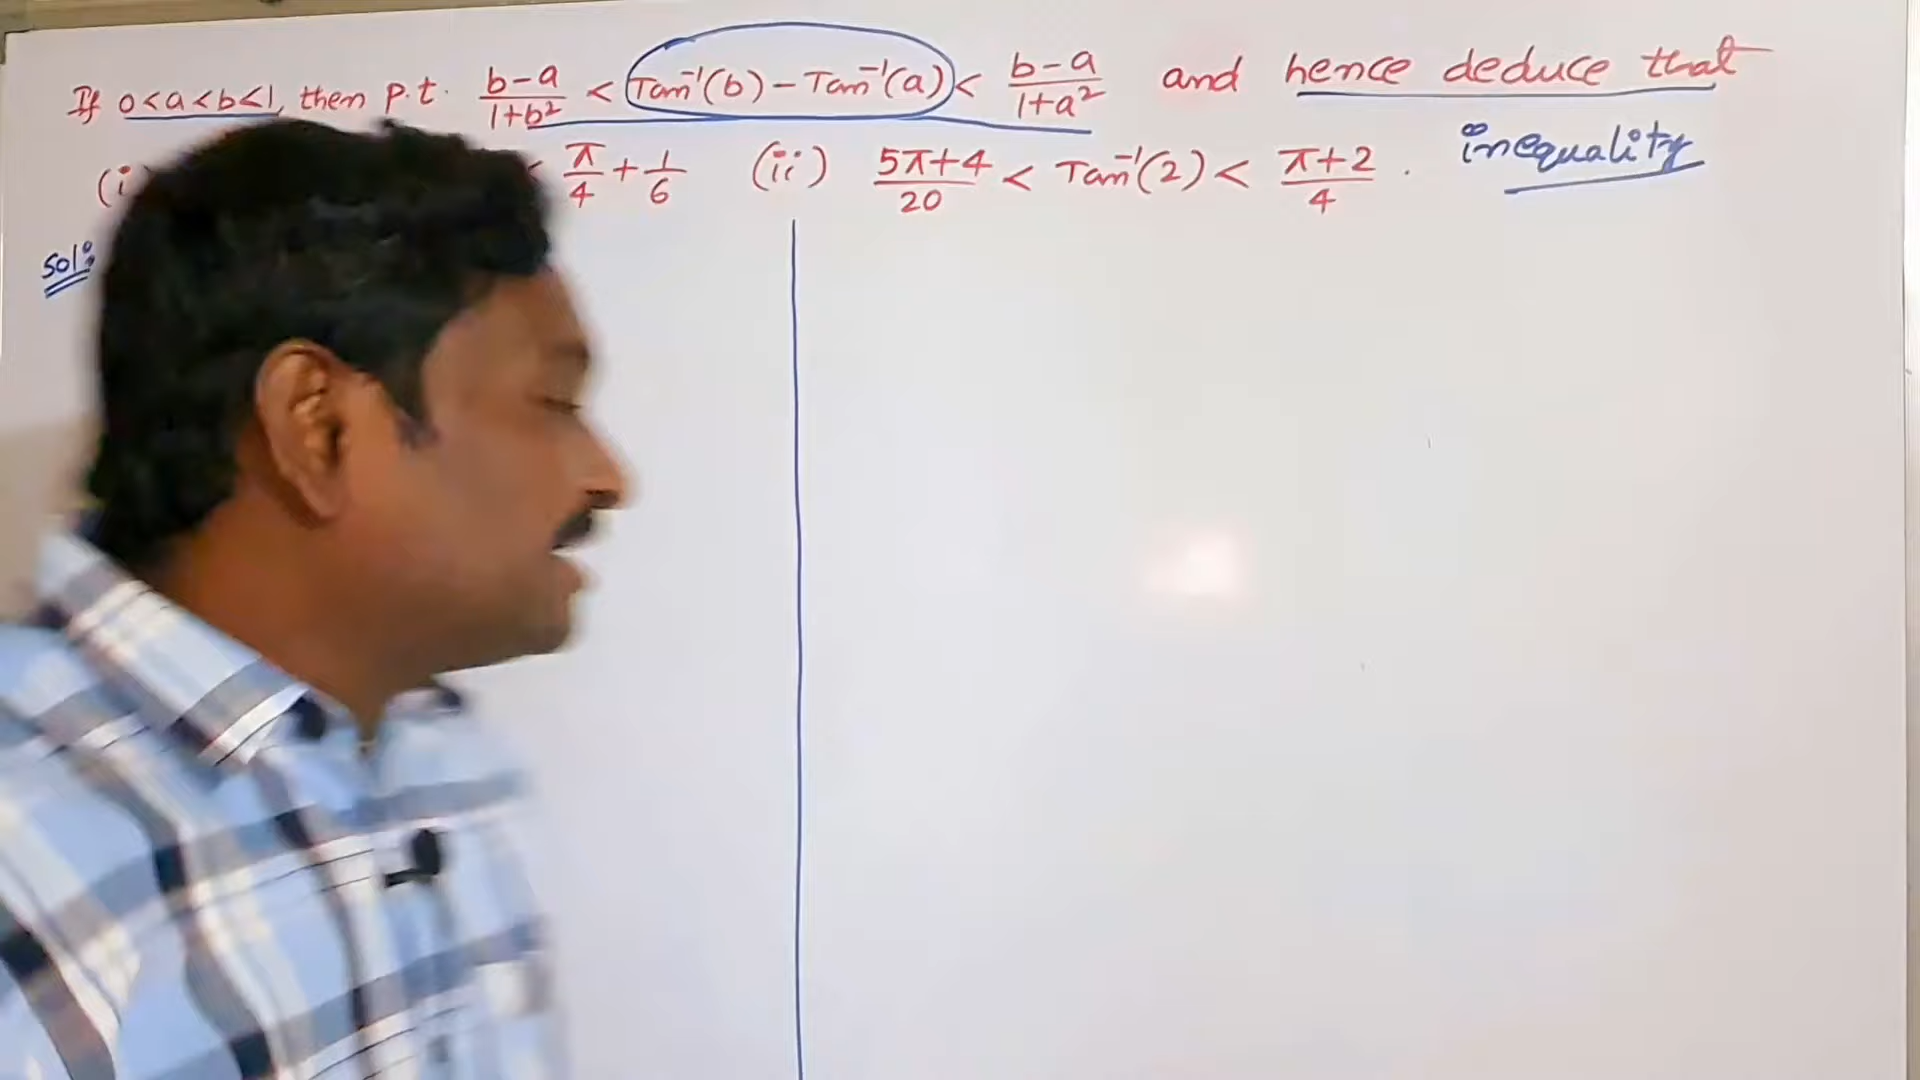 If 0<a<b<1, then p.t. (b-a)/(1+b²) < Tan⁻¹(b) - Tan⁻¹(a) < (b-a)/(1+a²) and hence deduce that
(i) < π/4 + 1/6 (ii) (5π+4)/20 < Tan⁻¹(2) < (π+2)/4 . inequality
Sol: